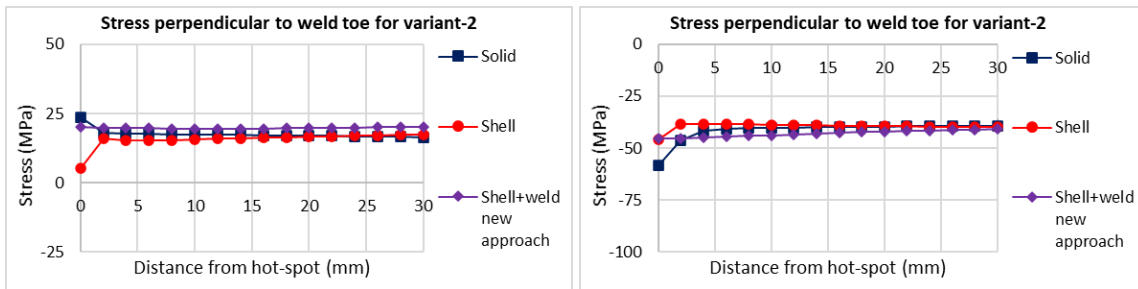 Stress perpendicular to weld toe for variant-2
50
25
0
-25
0
5
10
15
20
25
30
Stress (MPa)
Distance from hot-spot (mm)
Solid
Shell
Shell+weld
new
approach
Stress perpendicular to weld toe for variant-2
0
-25
-50
-75
-100
0
5
10
15
20
25
30
Stress (MPa)
Distance from hot-spot (mm)
Solid
Shell
Shell+weld
new
approach